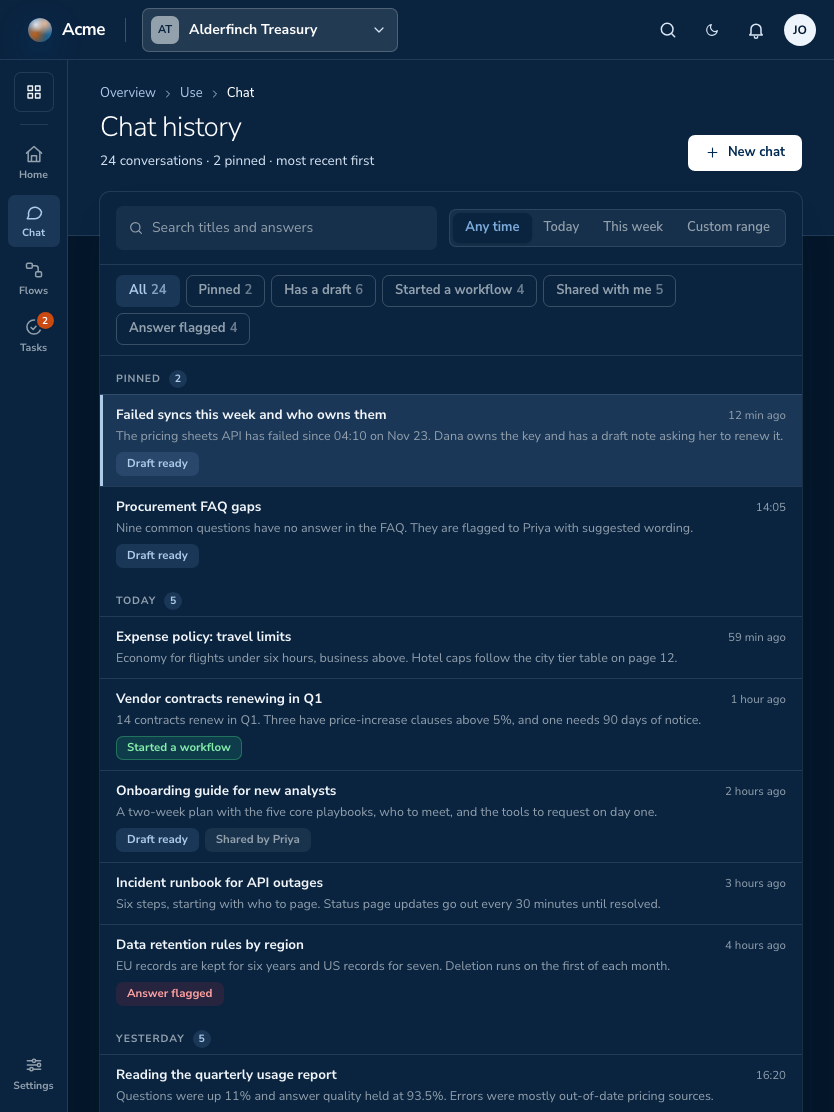 Acme
AT Alderfinch Treasury
JO
Overview > Use > Chat
Chat history
24 conversations · 2 pinned · most recent first
+ New chat
Home
Chat
Flows
2
Tasks
Settings
Search titles and answers
Any time Today This week Custom range
All 24 Pinned 2 Has a draft 6 Started a workflow 4 Shared with me 5
Answer flagged 4
PINNED 2
Failed syncs this week and who owns them 12 min ago
The pricing sheets API has failed since 04:10 on Nov 23. Dana owns the key and has a draft note asking her to renew it.
Draft ready
Procurement FAQ gaps 14:05
Nine common questions have no answer in the FAQ. They are flagged to Priya with suggested wording.
Draft ready
TODAY 5
Expense policy: travel limits 59 min ago
Economy for flights under six hours, business above. Hotel caps follow the city tier table on page 12.
Vendor contracts renewing in Q1 1 hour ago
14 contracts renew in Q1. Three have price-increase clauses above 5%, and one needs 90 days of notice.
Started a workflow
Onboarding guide for new analysts 2 hours ago
A two-week plan with the five core playbooks, who to meet, and the tools to request on day one.
Draft ready Shared by Priya
Incident runbook for API outages 3 hours ago
Six steps, starting with who to page. Status page updates go out every 30 minutes until resolved.
Data retention rules by region 4 hours ago
EU records are kept for six years and US records for seven. Deletion runs on the first of each month.
Answer flagged
YESTERDAY 5
Reading the quarterly usage report 16:20
Questions were up 11% and answer quality held at 93.5%. Errors were mostly out-of-date pricing sources.